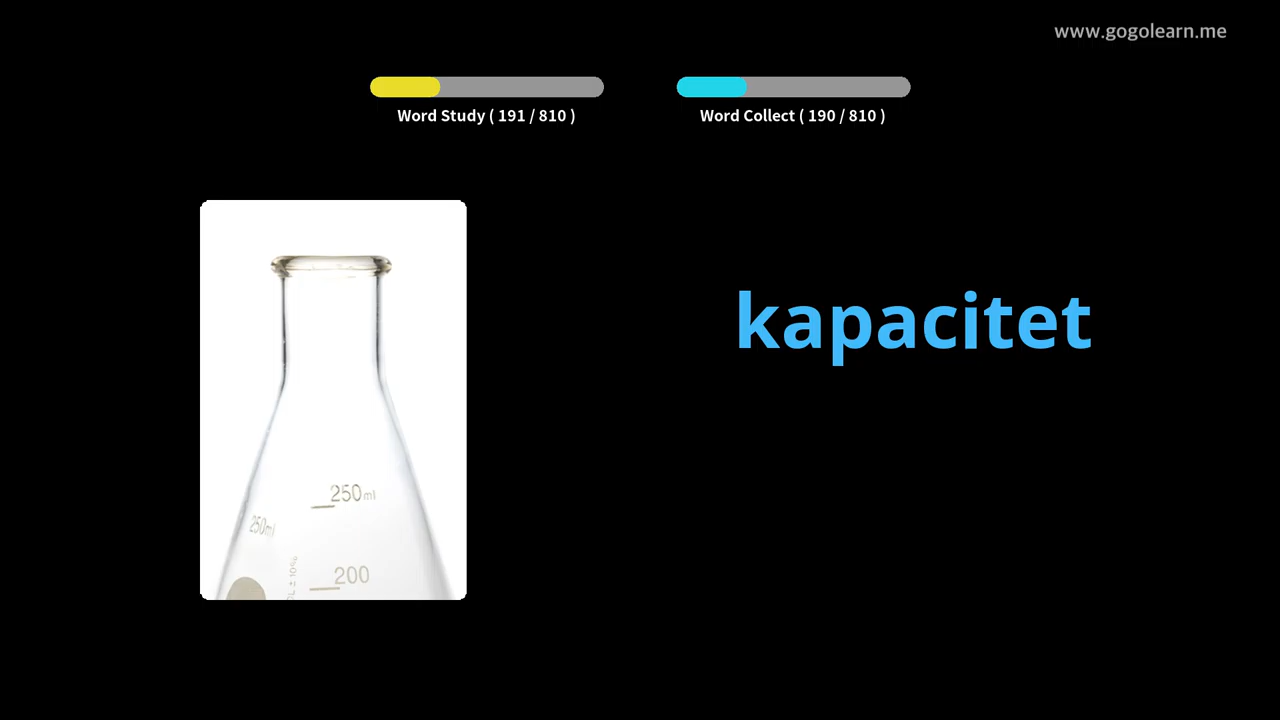 www.gogolearn.me
Word Study ( 191 / 810 )
Word Collect ( 190 / 810 )
kapacitet
250ml
250ml
200